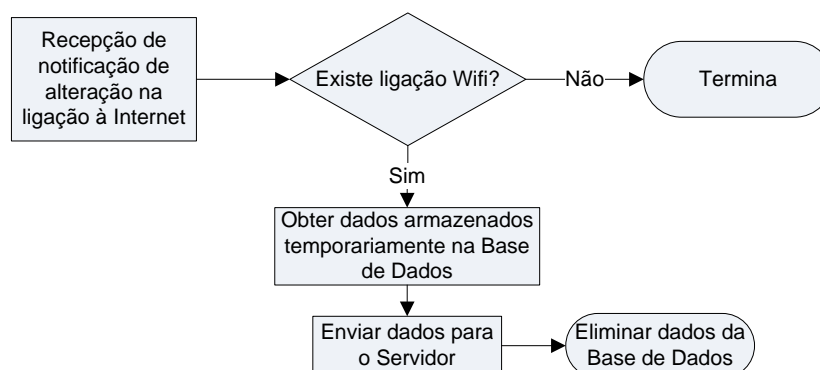 Recepção de
notificação de
alteração na
ligação à Internet
Existe ligação Wifi?
Não
Termina
Sim
Obter dados armazenados
temporariamente na Base
de Dados
Enviar dados para
o Servidor
Eliminar dados da
Base de Dados